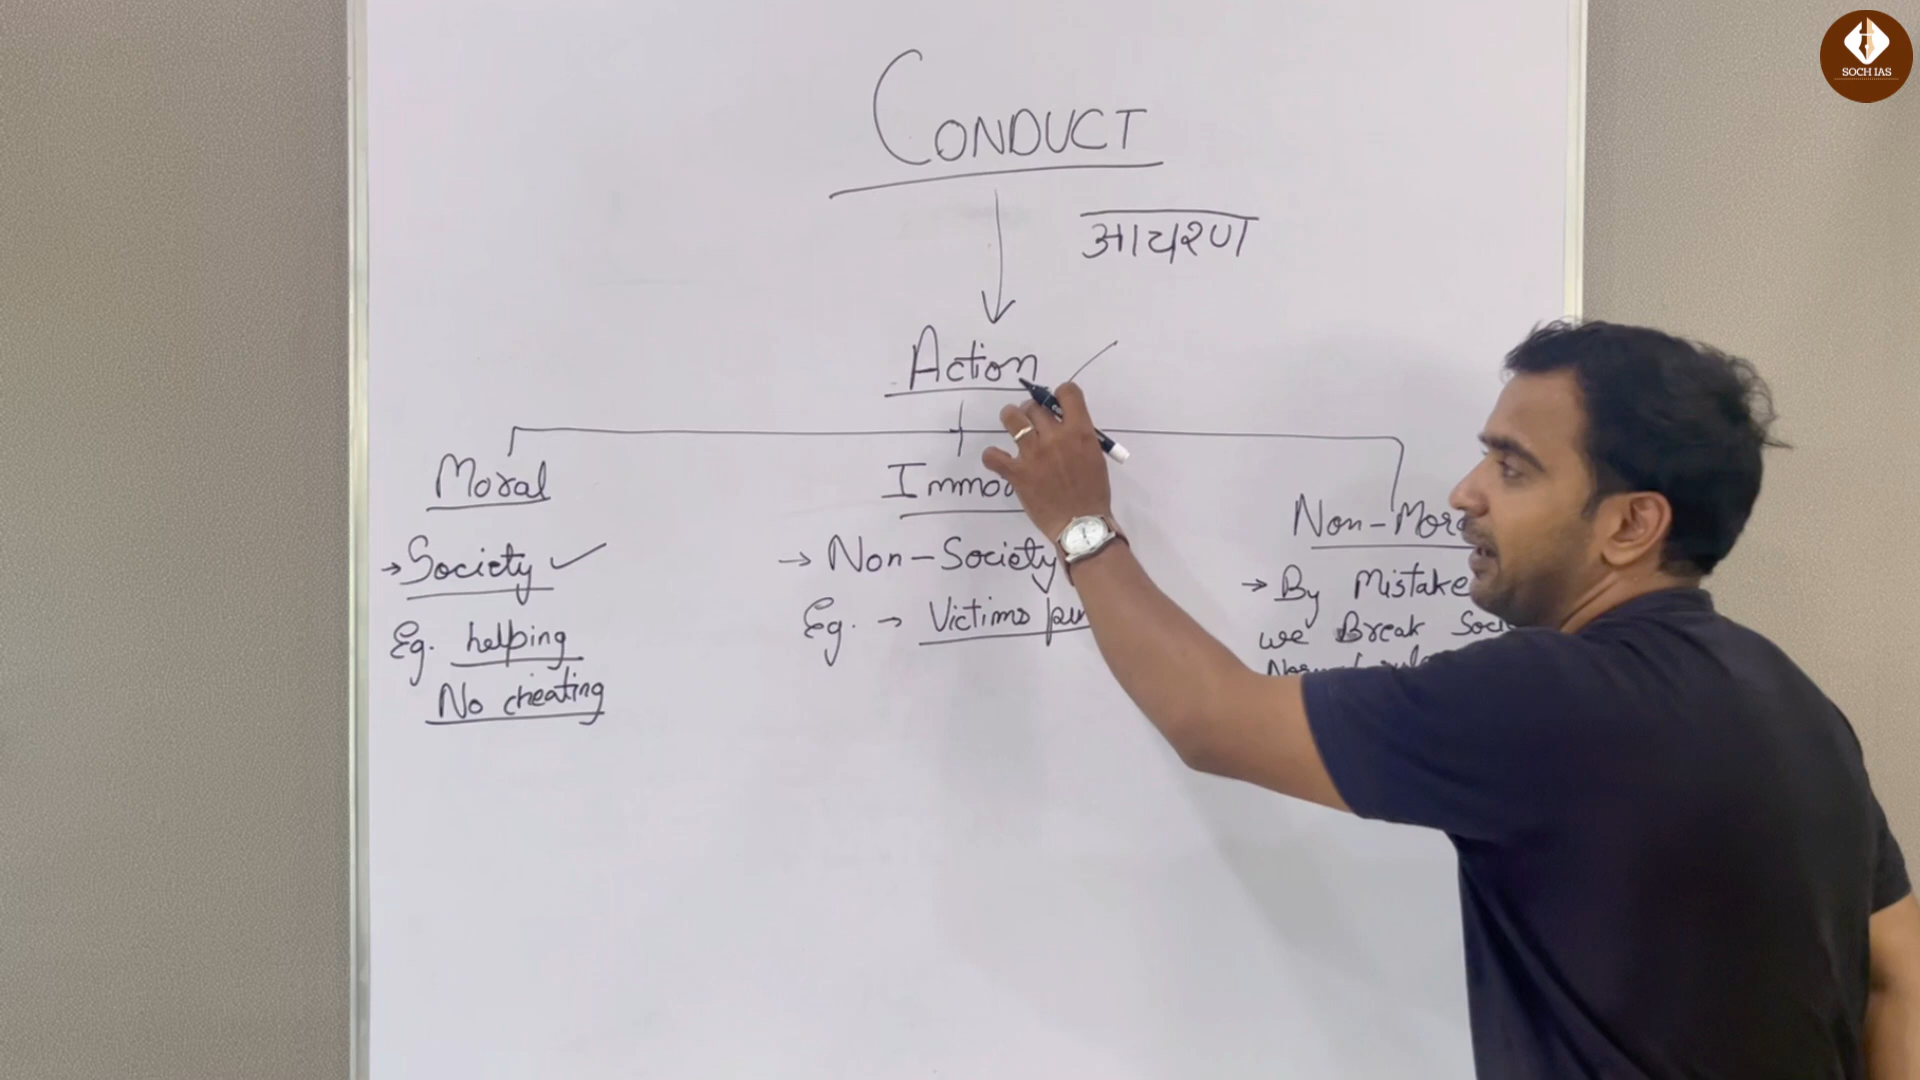 SOCH IAS
CONDUCT
आचरण
Action
Moral
Immo
Non-Mora
→ Society ✓
→ Non-Society
→ By Mistake
Eg. helping
Eg. → Victims
we Break Soci
No cheating